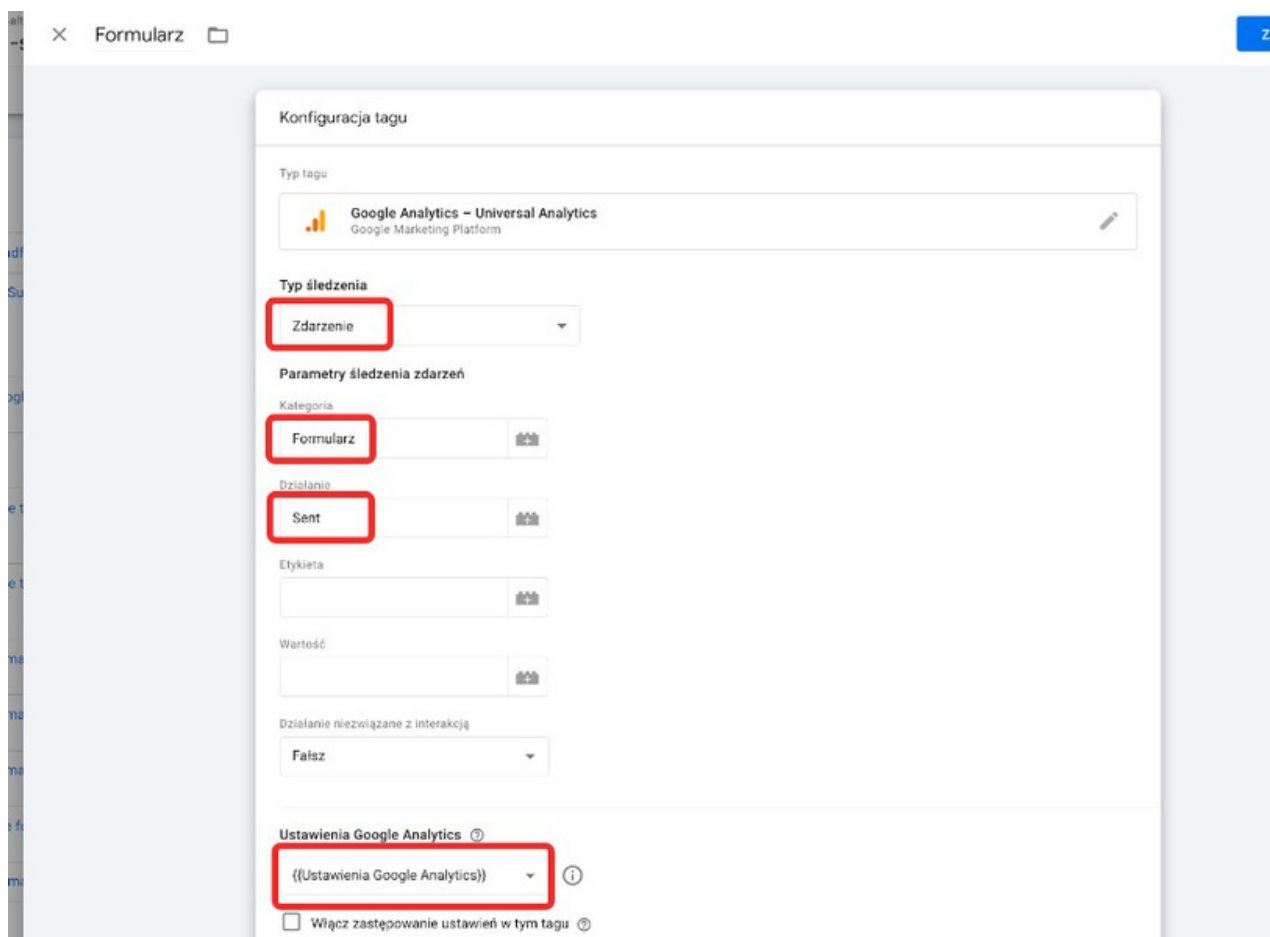 Formularz
Konfiguracja tagu
Typ tagu
Google Analytics – Universal Analytics
Google Marketing Platform
Typ śledzenia
Zdarzenie
Parametry śledzenia zdarzeń
Kategoria
Formularz
Działanie
Sent
Etykieta
Wartość
Działanie niezwiązane z interakcją
Fałsz
Ustawienia Google Analytics
{{Ustawienia Google Analytics}}
Włącz zastępowanie ustawień w tym tagu